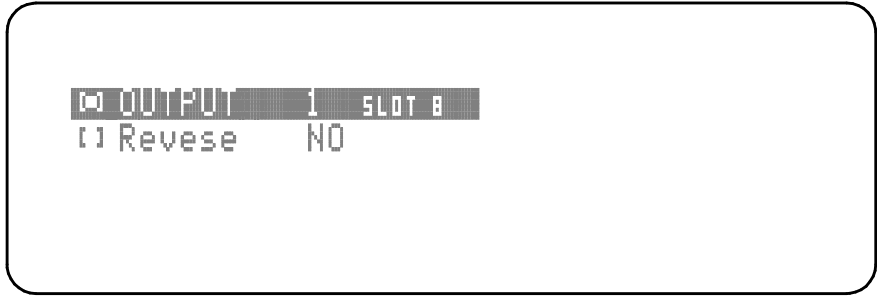 [■] OUTPUT 1 SLOT 8
[ ] Revese NO